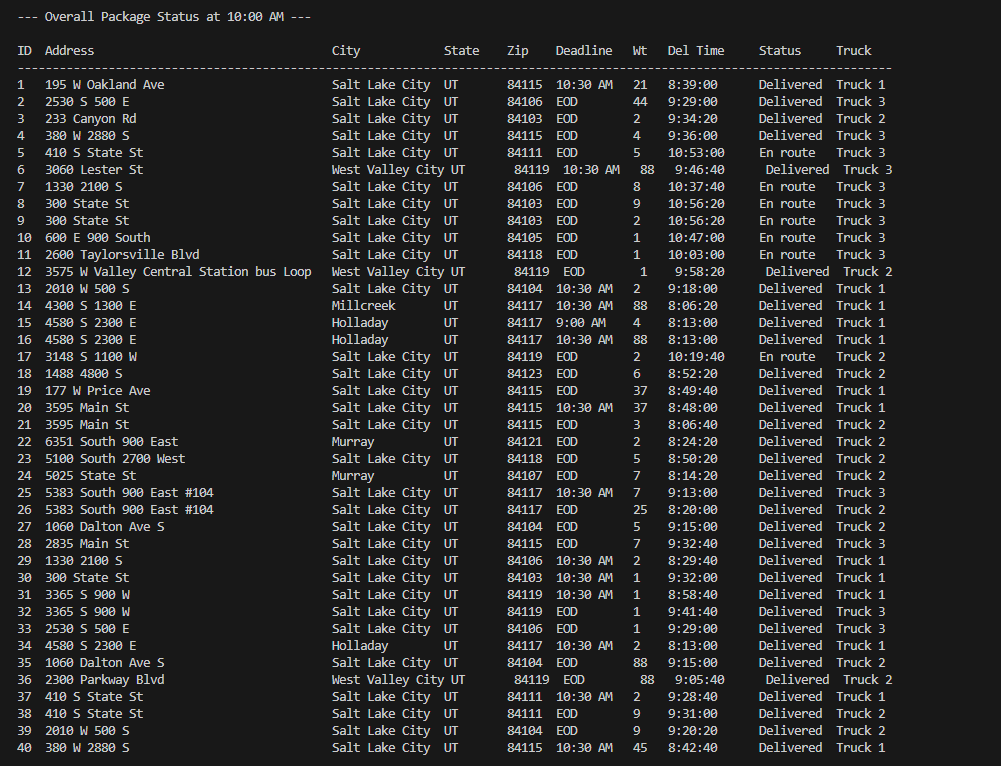 --- Overall Package Status at 10:00 AM ---
ID  Address                                  City            State    Zip    Deadline   Wt   Del Time     Status     Truck
-----------------------------------------------------------------------------------------------------------------------------
1   195 W Oakland Ave                        Salt Lake City  UT       84115  10:30 AM   21   8:39:00      Delivered  Truck 1
2   2530 S 500 E                             Salt Lake City  UT       84106  EOD        44   9:29:00      Delivered  Truck 3
3   233 Canyon Rd                            Salt Lake City  UT       84103  EOD        2    9:34:20      Delivered  Truck 2
4   380 W 2880 S                             Salt Lake City  UT       84115  EOD        4    9:36:00      Delivered  Truck 3
5   410 S State St                           Salt Lake City  UT       84111  EOD        5    10:53:00     En route   Truck 3
6   3060 Lester St                           West Valley City UT       84119  10:30 AM   88   9:46:40      Delivered  Truck 3
7   1330 2100 S                              Salt Lake City  UT       84106  EOD        8    10:37:40     En route   Truck 3
8   300 State St                             Salt Lake City  UT       84103  EOD        9    10:56:20     En route   Truck 3
9   300 State St                             Salt Lake City  UT       84103  EOD        2    10:56:20     En route   Truck 3
10  600 E 900 South                          Salt Lake City  UT       84105  EOD        1    10:47:00     En route   Truck 3
11  2600 Taylorsville Blvd                   Salt Lake City  UT       84118  EOD        1    10:03:00     En route   Truck 3
12  3575 W Valley Central Station bus Loop   West Valley City UT       84119  EOD        1    9:58:20      Delivered  Truck 2
13  2010 W 500 S                             Salt Lake City  UT       84104  10:30 AM   2    9:18:00      Delivered  Truck 1
14  4300 S 1300 E                            Millcreek       UT       84117  10:30 AM   88   8:06:20      Delivered  Truck 1
15  4580 S 2300 E                            Holladay        UT       84117  9:00 AM    4    8:13:00      Delivered  Truck 1
16  4580 S 2300 E                            Holladay        UT       84117  10:30 AM   88   8:13:00      Delivered  Truck 1
17  3148 S 1100 W                            Salt Lake City  UT       84119  EOD        2    10:19:40     En route   Truck 2
18  1488 4800 S                              Salt Lake City  UT       84123  EOD        6    8:52:20      Delivered  Truck 2
19  177 W Price Ave                          Salt Lake City  UT       84115  EOD        37   8:49:40      Delivered  Truck 1
20  3595 Main St                             Salt Lake City  UT       84115  10:30 AM   37   8:48:00      Delivered  Truck 1
21  3595 Main St                             Salt Lake City  UT       84115  EOD        3    8:06:40      Delivered  Truck 2
22  6351 South 900 East                      Murray          UT       84121  EOD        2    8:24:20      Delivered  Truck 2
23  5100 South 2700 West                     Salt Lake City  UT       84118  EOD        5    8:50:20      Delivered  Truck 2
24  5025 State St                            Murray          UT       84107  EOD        7    8:14:20      Delivered  Truck 2
25  5383 South 900 East #104                 Salt Lake City  UT       84117  10:30 AM   7    9:13:00      Delivered  Truck 3
26  5383 South 900 East #104                 Salt Lake City  UT       84117  EOD        25   8:20:00      Delivered  Truck 2
27  1060 Dalton Ave S                        Salt Lake City  UT       84104  EOD        5    9:15:00      Delivered  Truck 2
28  2835 Main St                             Salt Lake City  UT       84115  EOD        7    9:32:40      Delivered  Truck 3
29  1330 2100 S                              Salt Lake City  UT       84106  10:30 AM   2    8:29:40      Delivered  Truck 1
30  300 State St                             Salt Lake City  UT       84103  10:30 AM   1    9:32:00      Delivered  Truck 1
31  3365 S 900 W                             Salt Lake City  UT       84119  10:30 AM   1    8:58:40      Delivered  Truck 1
32  3365 S 900 W                             Salt Lake City  UT       84119  EOD        1    9:41:40      Delivered  Truck 3
33  2530 S 500 E                             Salt Lake City  UT       84106  EOD        1    9:29:00      Delivered  Truck 3
34  4580 S 2300 E                            Holladay        UT       84117  10:30 AM   2    8:13:00      Delivered  Truck 1
35  1060 Dalton Ave S                        Salt Lake City  UT       84104  EOD        88   9:15:00      Delivered  Truck 2
36  2300 Parkway Blvd                        West Valley City UT       84119  EOD        88   9:05:40      Delivered  Truck 2
37  410 S State St                           Salt Lake City  UT       84111  10:30 AM   2    9:28:40      Delivered  Truck 1
38  410 S State St                           Salt Lake City  UT       84111  EOD        9    9:31:00      Delivered  Truck 2
39  2010 W 500 S                             Salt Lake City  UT       84104  EOD        9    9:20:20      Delivered  Truck 2
40  380 W 2880 S                             Salt Lake City  UT       84115  10:30 AM   45   8:42:40      Delivered  Truck 1